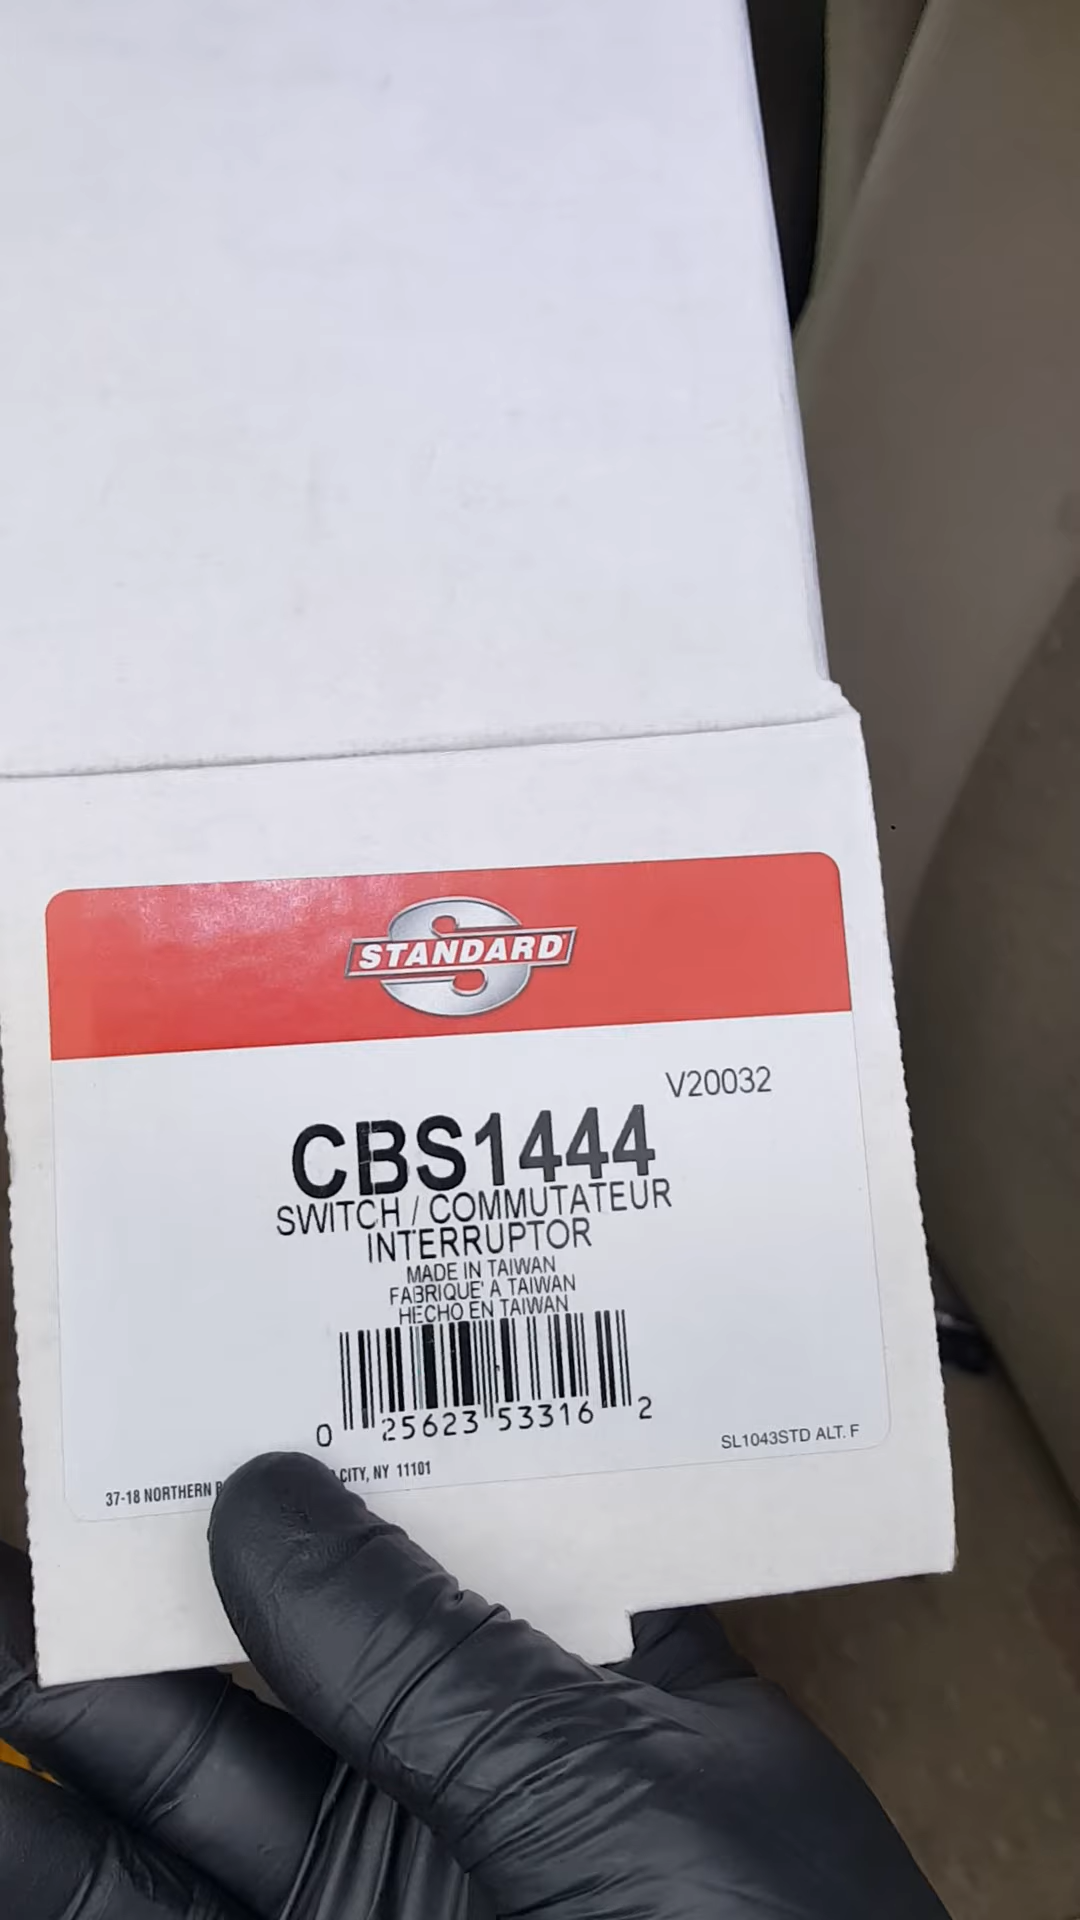 STANDARD
V20032
CBS1444
SWITCH / COMMUTATEUR
INTERRUPTOR
MADE IN TAIWAN
FABRIQUE' A TAIWAN
HECHO EN TAIWAN
0 25623 53316 2
SL1043STD ALT. F
37-18 NORTHERN CITY, NY 11101